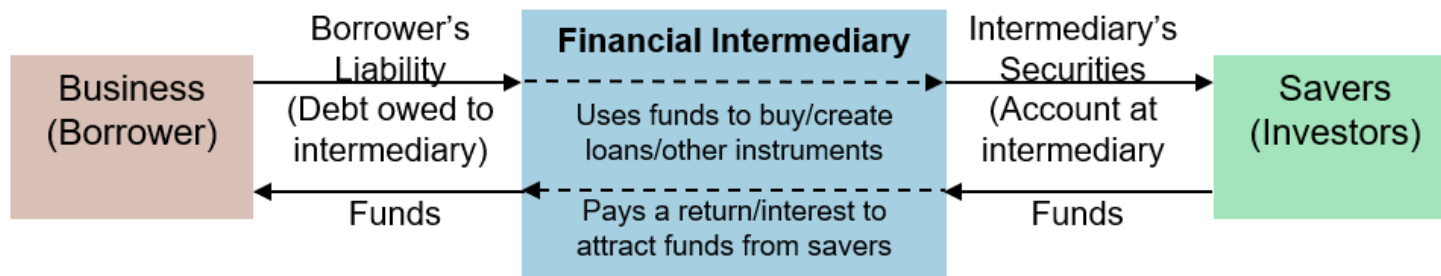 Business
(Borrower)
Borrower’s
Liability
(Debt owed to
intermediary)
Funds
Financial Intermediary
Uses funds to buy/create
loans/other instruments
Pays a return/interest to
attract funds from savers
Intermediary’s
Securities
(Account at
intermediary
Funds
Savers
(Investors)